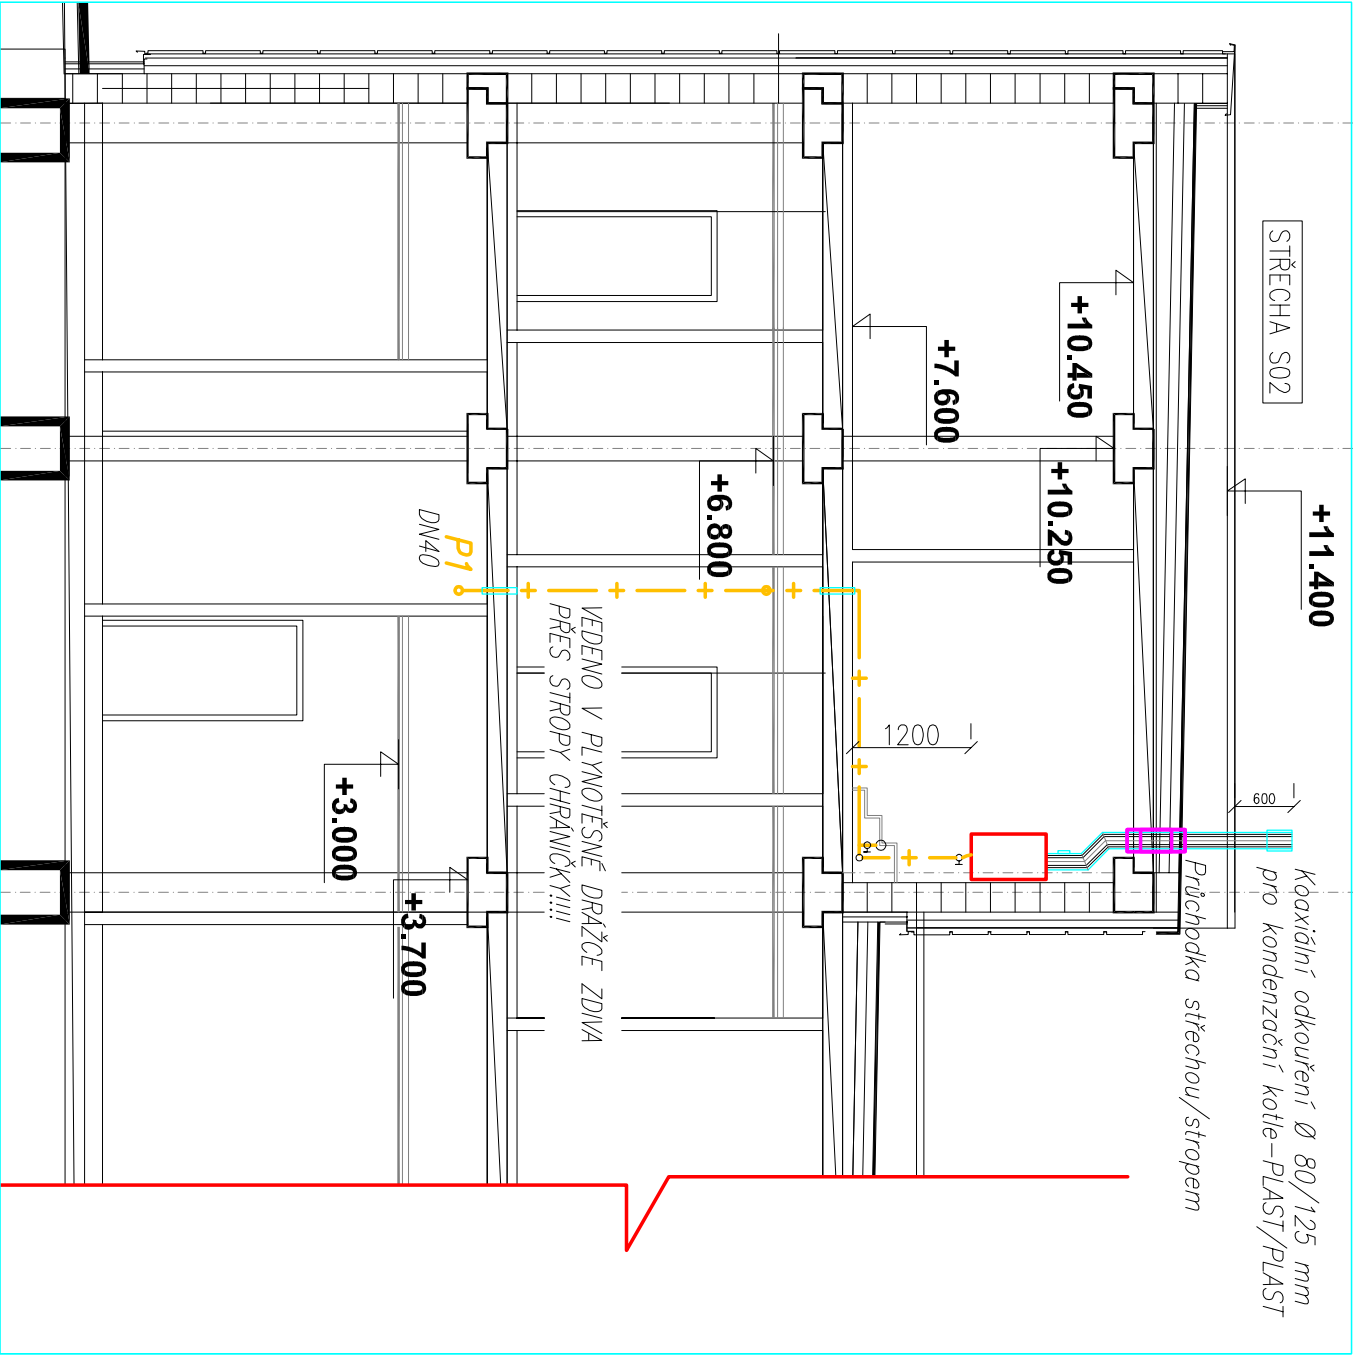 STŘECHA S02
+11.400
+10.450
+10.250
+7.600
+6.800
+3.700
+3.000
600
1200
Koaxiální odkouření Ø 80/125 mm
pro kondenzační kotle-PLAST/PLAST
Průchodka střechou/stropem
P1
DN40
VEDENO V PLYNOTĚSNÉ DRÁŽCE ZDIVA
PŘES STROPY CHRÁNIČKY!!!!